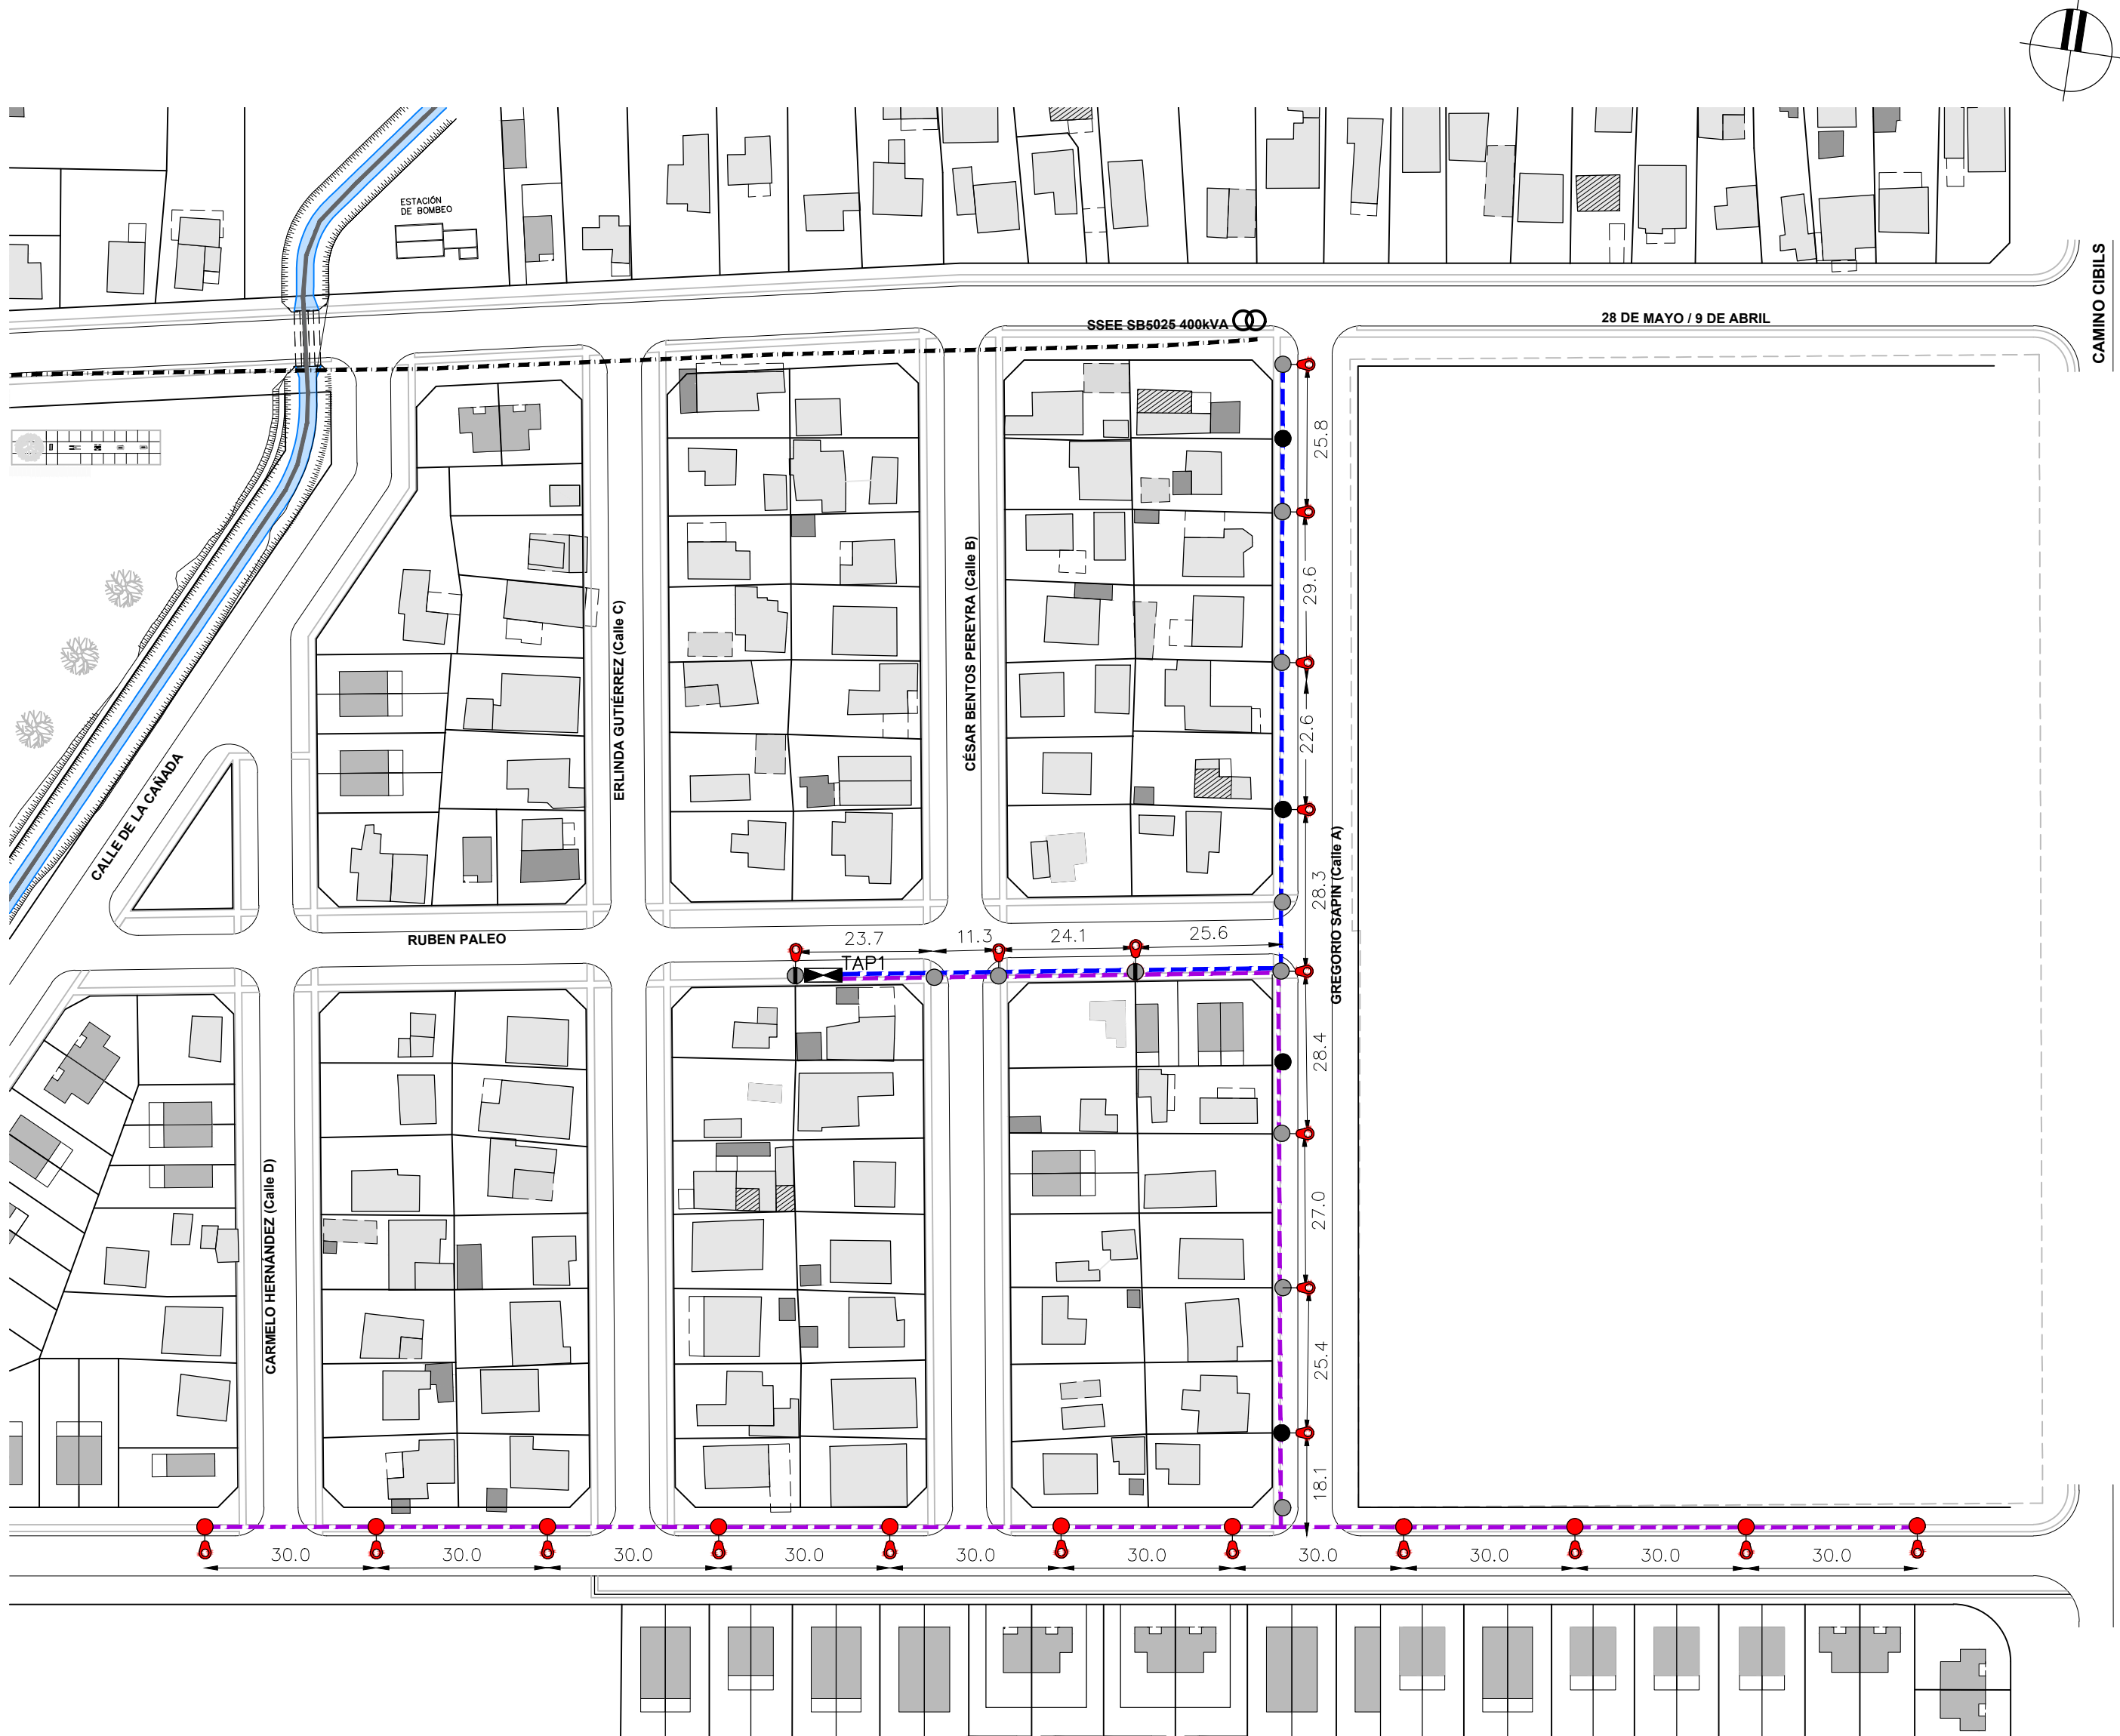 ESTACIÓN
DE BOMBEO
CAMINO CIBILS
SSEE SB5025 400kVA
28 DE MAYO / 9 DE ABRIL
25.8
29.6
ERLINDA GUTIÉRREZ (Calle C)
CÉSAR BENTOS PEREYRA (Calle B)
22.6
CALLE DE LA CAÑADA
GREGORIO SAPIN (Calle A)
28.3
RUBEN PALEO
23.7
11.3
24.1
25.6
TAP1
28.4
CARMELO HERNÁNDEZ (Calle D)
27.0
25.4
18.1
30.0
30.0
30.0
30.0
30.0
30.0
30.0
30.0
30.0
30.0